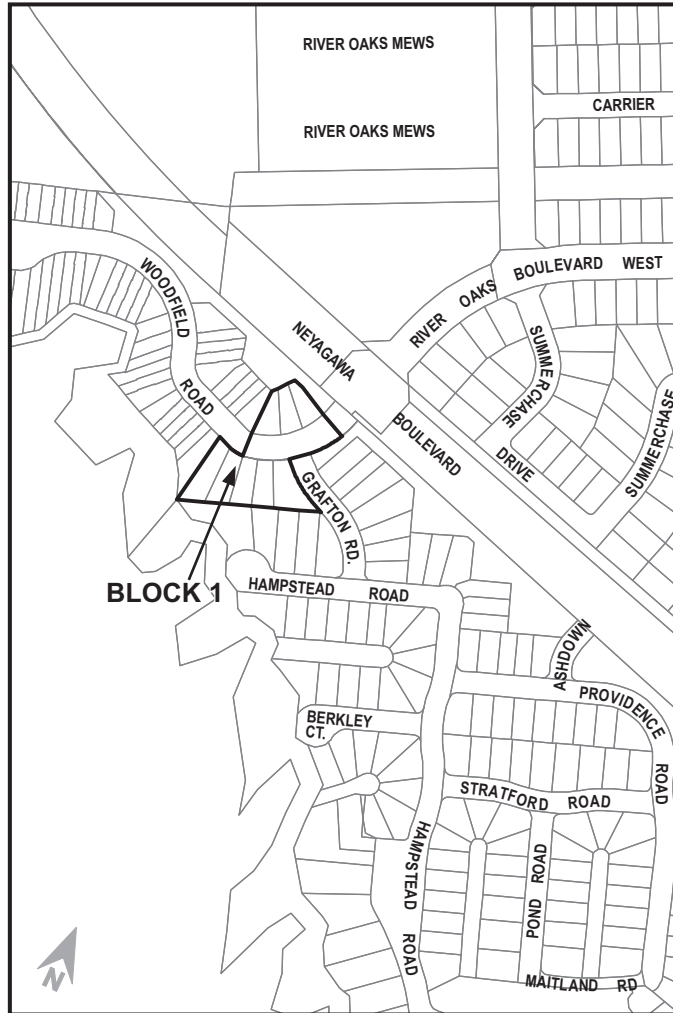 RIVER OAKS MEWS
CARRIER
RIVER OAKS MEWS
WOODFIELD
ROAD
RIVER OAKS BOULEVARD WEST
NEYAGAWA
BOULEVARD
SUMMERCHASE
DRIVE
SUMMERCHASE
GRAFTON RD.
BLOCK 1
HAMPSTEAD ROAD
ASHDOWN
PROVIDENCE
ROAD
BERKLEY
CT.
STRATFORD ROAD
HAMPSTEAD
ROAD
POND ROAD
MAITLAND RD
N